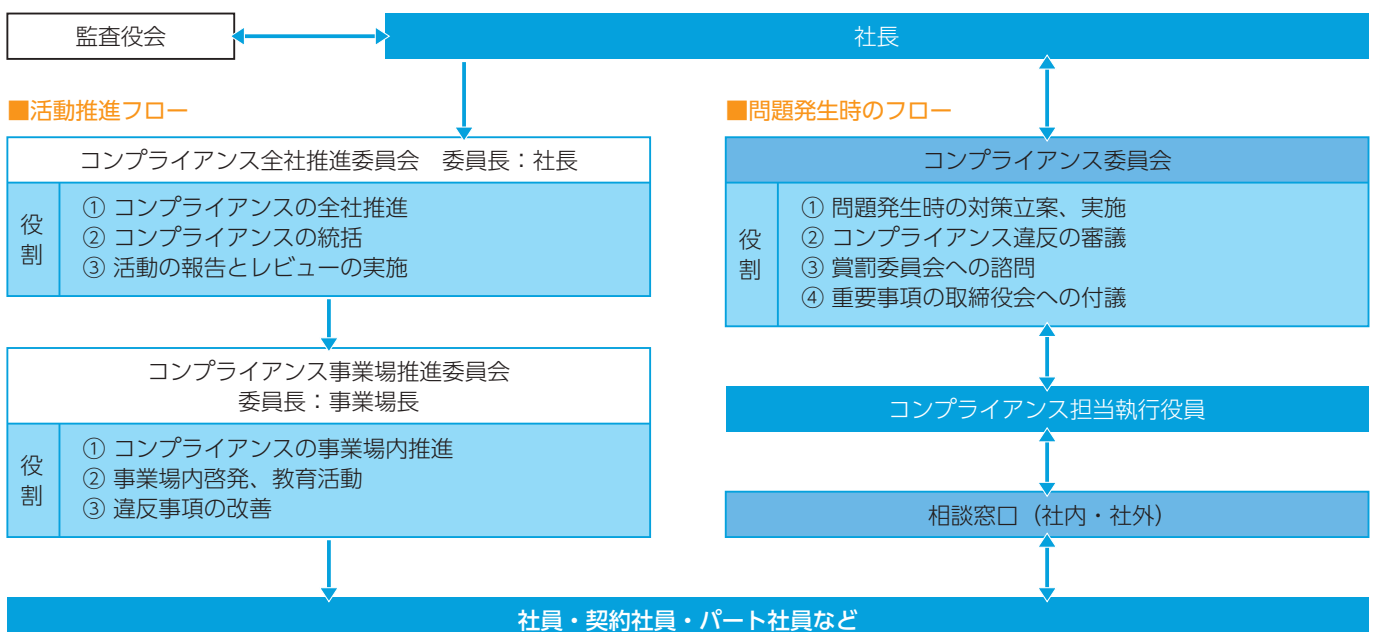 監査役会
社長
■活動推進フロー
コンプライアンス全社推進委員会　委員長：社長
役割
① コンプライアンスの全社推進
② コンプライアンスの統括
③ 活動の報告とレビューの実施
コンプライアンス事業場推進委員会
委員長：事業場長
役割
① コンプライアンスの事業場内推進
② 事業場内啓発、教育活動
③ 違反事項の改善
■問題発生時のフロー
コンプライアンス委員会
役割
① 問題発生時の対策立案、実施
② コンプライアンス違反の審議
③ 賞罰委員会への諮問
④ 重要事項の取締役会への付議
コンプライアンス担当執行役員
相談窓口（社内・社外）
社員・契約社員・パート社員など